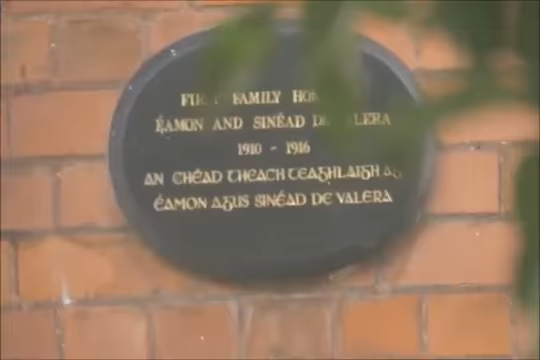 FIRST FAMILY HOME
ÉAMON AND SINÉAD DE VALERA
1910 - 1916
AN CHÉAD THEACH TEAGHLAIGH AG
ÉAMON AGUS SINÉAD DE VALERA